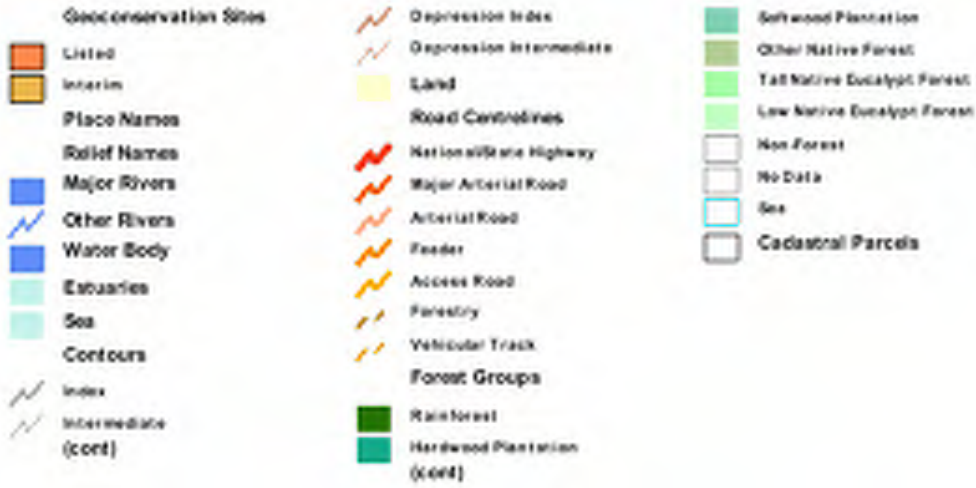 Geoconservation Sites
Listed
Interim
Place Names
Relief Names
Major Rivers
Other Rivers
Water Body
Estuaries
Sea
Contours
Index
Intermediate
(cont)
Depression Index
Depression Intermediate
Land
Road Centrelines
National/State Highway
Major Arterial Road
Arterial Road
Feeder
Access Road
Forestry
Vehicular Track
Forest Groups
Rainforest
Hardwood Plantation
(cont)
Softwood Plantation
Other Native Forest
Tall Native Eucalypt Forest
Low Native Eucalypt Forest
Non-Forest
No Data
Sea
Cadastral Parcels